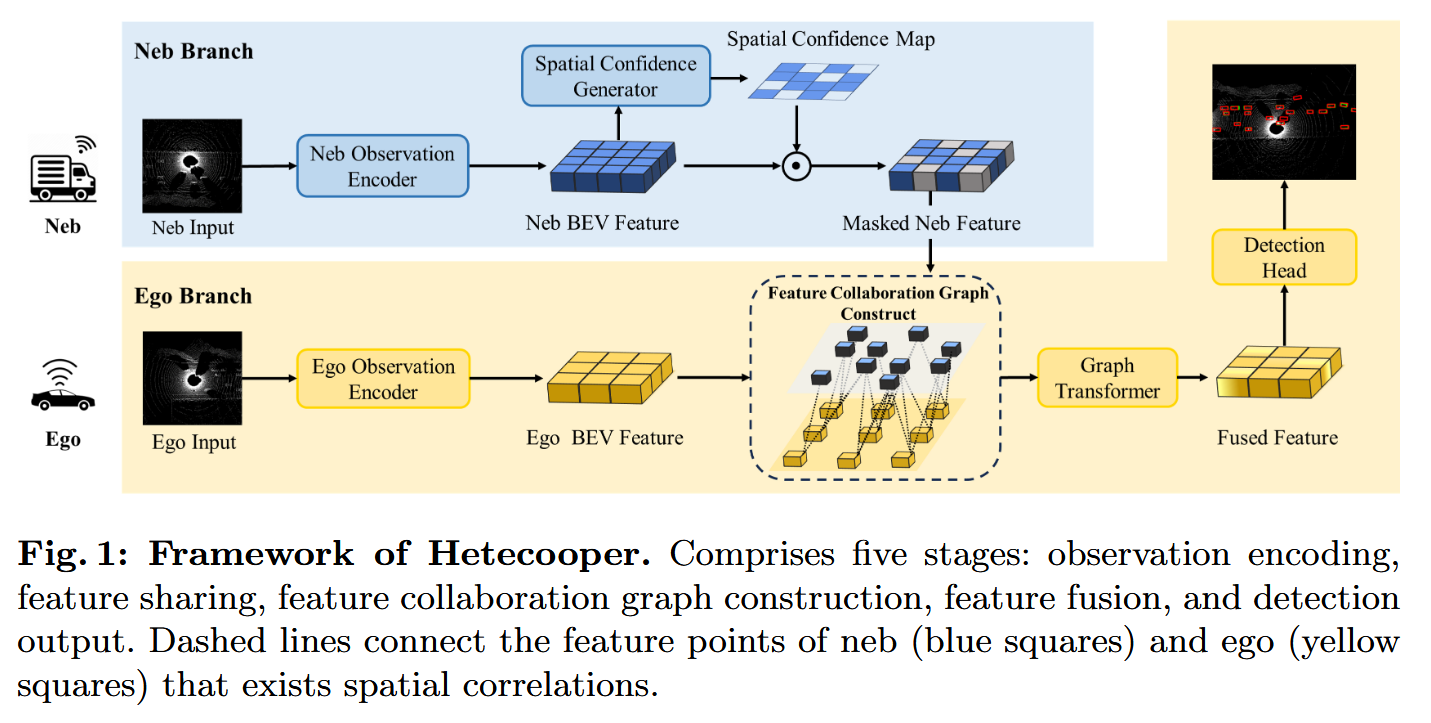 Neb Branch
Spatial Confidence Map
Spatial Confidence
Generator
Neb Observation
Encoder
Neb
Neb Input
Neb BEV Feature
Masked Neb Feature
Detection
Head
Ego Branch
Feature Collaboration Graph
Construct
Ego Observation
Encoder
Graph
Transformer
Ego
Ego Input
Ego BEV Feature
Fused Feature
Fig. 1: Framework of Hetecooper. Comprises five stages: observation encoding,
feature sharing, feature collaboration graph construction, feature fusion, and detection
output. Dashed lines connect the feature points of neb (blue squares) and ego (yellow
squares) that exists spatial correlations.